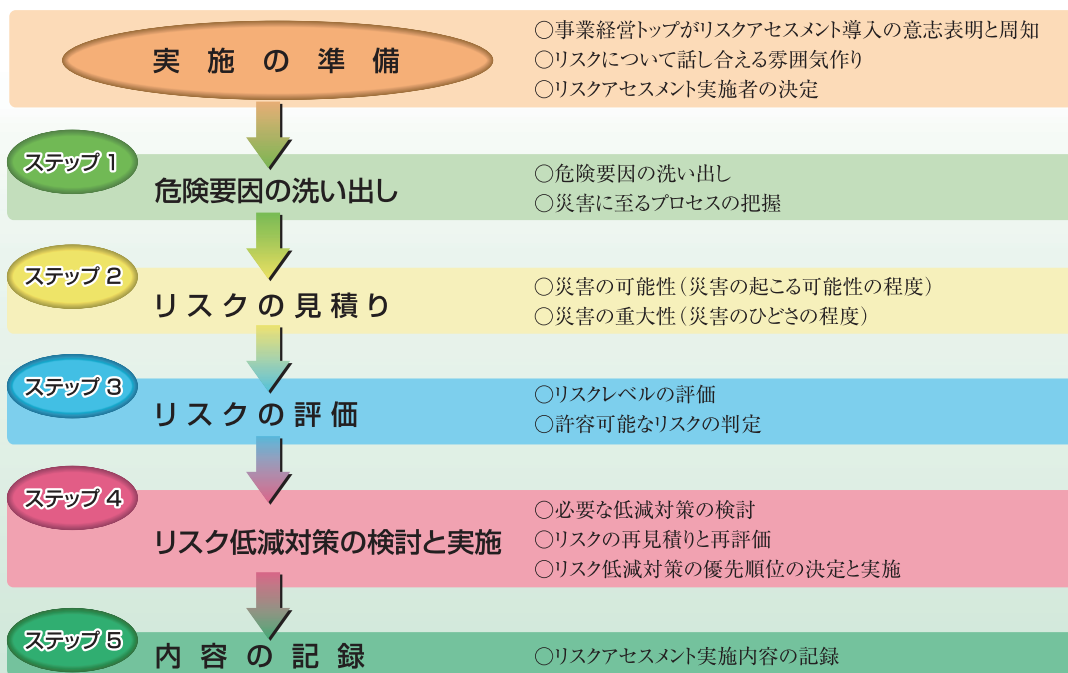 実施の準備
○事業経営トップがリスクアセスメント導入の意志表明と周知
○リスクについて話し合える雰囲気作り
○リスクアセスメント実施者の決定
ステップ 1
危険要因の洗い出し
○危険要因の洗い出し
○災害に至るプロセスの把握
ステップ 2
リスクの見積り
○災害の可能性(災害の起こる可能性の程度)
○災害の重大性(災害のひどさの程度)
ステップ 3
リスクの評価
○リスクレベルの評価
○許容可能なリスクの判定
ステップ 4
リスク低減対策の検討と実施
○必要な低減対策の検討
○リスクの再見積りと再評価
○リスク低減対策の優先順位の決定と実施
ステップ 5
内容の記録
○リスクアセスメント実施内容の記録